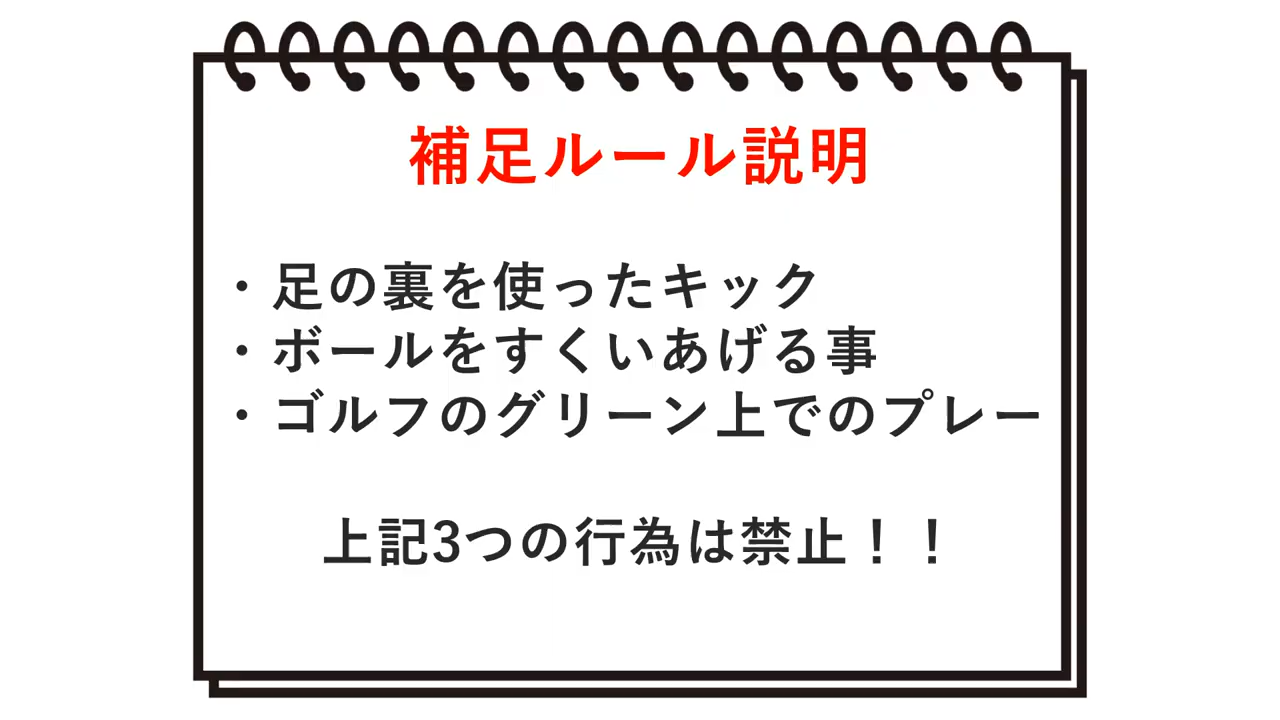 補足ルール説明
・足の裏を使ったキック
・ボールをすくいあげる事
・ゴルフのグリーン上でのプレー
上記3つの行為は禁止！！